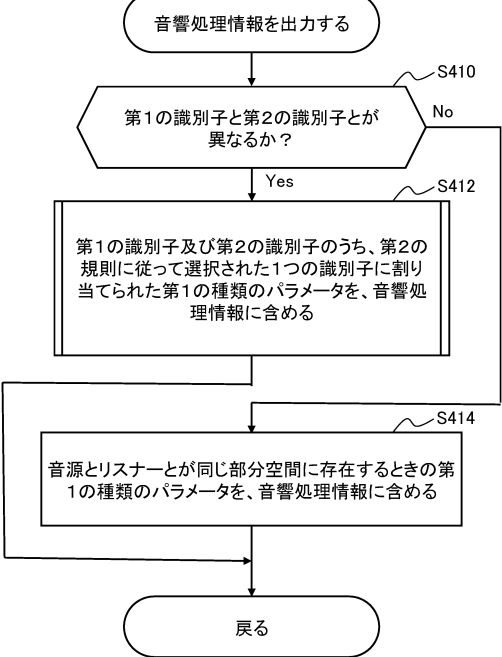 音響処理情報を出力する
S410
第１の識別子と第２の識別子とが
異なるか？
No
Yes
S412
第１の識別子及び第２の識別子のうち、第２の
規則に従って選択された１つの識別子に割り
当てられた第１の種類のパラメータを、音響処
理情報に含める
S414
音源とリスナーとが同じ部分空間に存在するときの第
１の種類のパラメータを、音響処理情報に含める
戻る